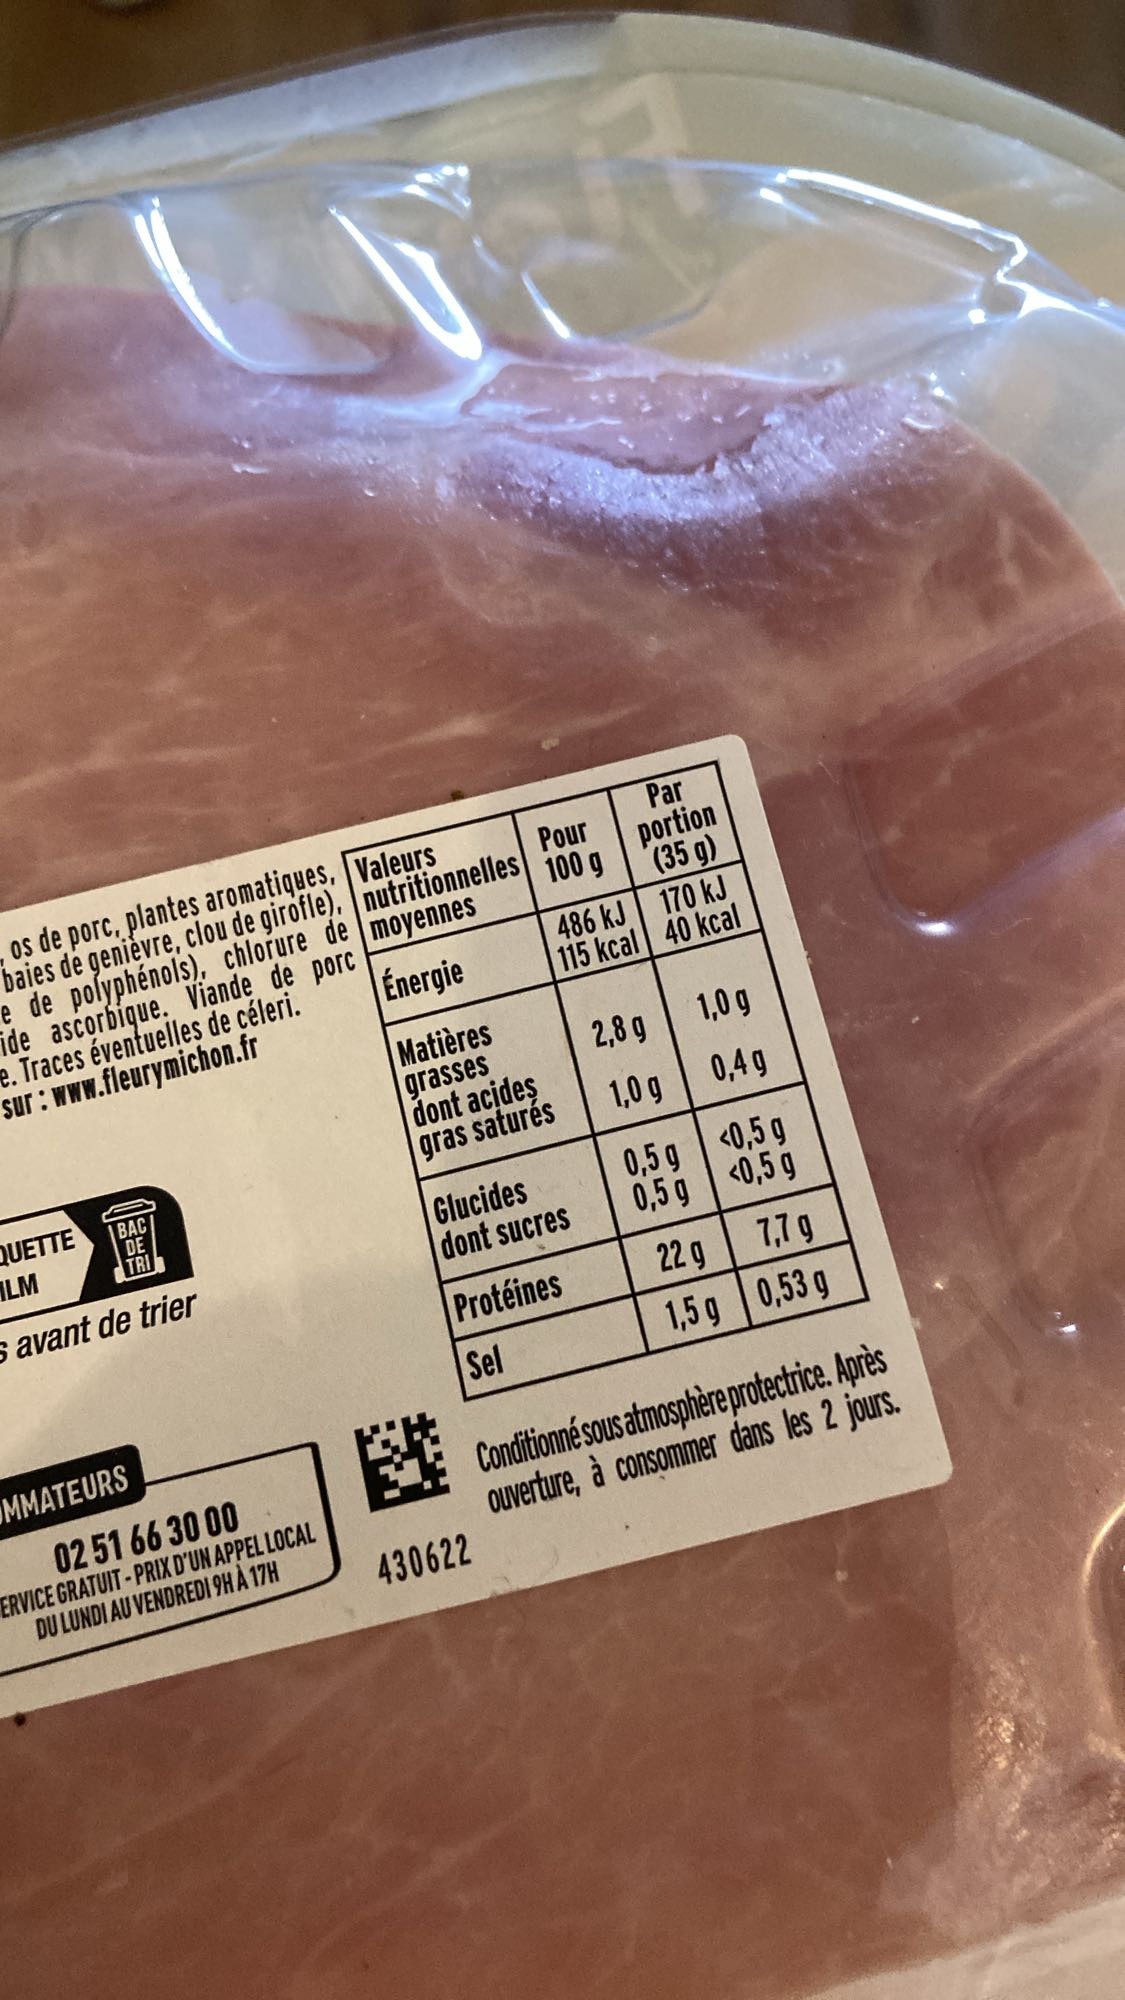 , os de porc, plantes aromatiques,
baies de genièvre, clou de girofle),
e de polyphénols), chlorure de
ide ascorbique. Viande de porc
e. Traces éventuelles de céleri.
sur : www.fleurymichon.fr
QUETTE
ILM
BAC
DE
TRI
s avant de trier
OMMATEURS
02 51 66 30 00
ERVICE GRATUIT - PRIX D'UN APPEL LOCAL
DU LUNDI AU VENDREDI 9H À 17H
Valeurs
nutritionnelles
moyennes
Pour
100 g
Par
portion
(35 g)
Énergie
486 kJ
115 kcal
170 kJ
40 kcal
Matières
grasses
2,8 g
1,0 g
dont acides
gras saturés
1,0 g
0,4 g
Glucides
0,5 g
<0,5 g
dont sucres
0,5 g
<0,5 g
Protéines
22 g
7,7 g
Sel
1,5 g
0,53 g
Conditionné sous atmosphère protectrice. Après
ouverture, à consommer dans les 2 jours.
430622